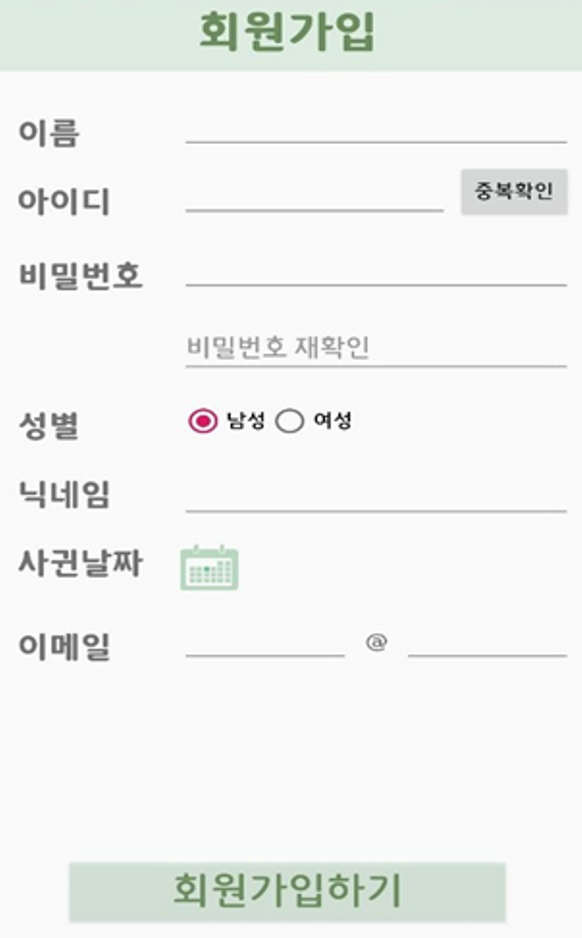 회원가입
이름
아이디 중복확인
비밀번호
비밀번호 재확인
성별 남성 여성
닉네임
사귄날짜
이메일 @
회원가입하기